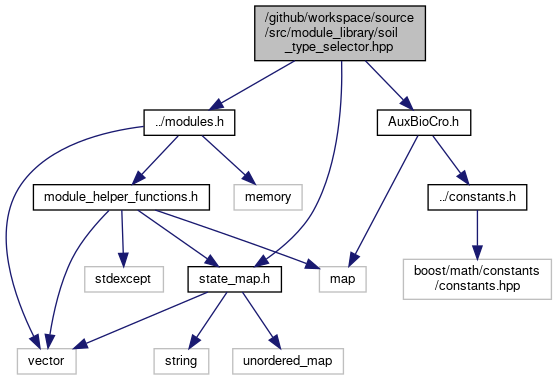 /github/workspace/source
/src/module_library/soil
_type_selector.hpp
../modules.h
AuxBioCro.h
module_helper_functions.h
memory
../constants.h
stdexcept
state_map.h
map
boost/math/constants
/constants.hpp
vector
string
unordered_map